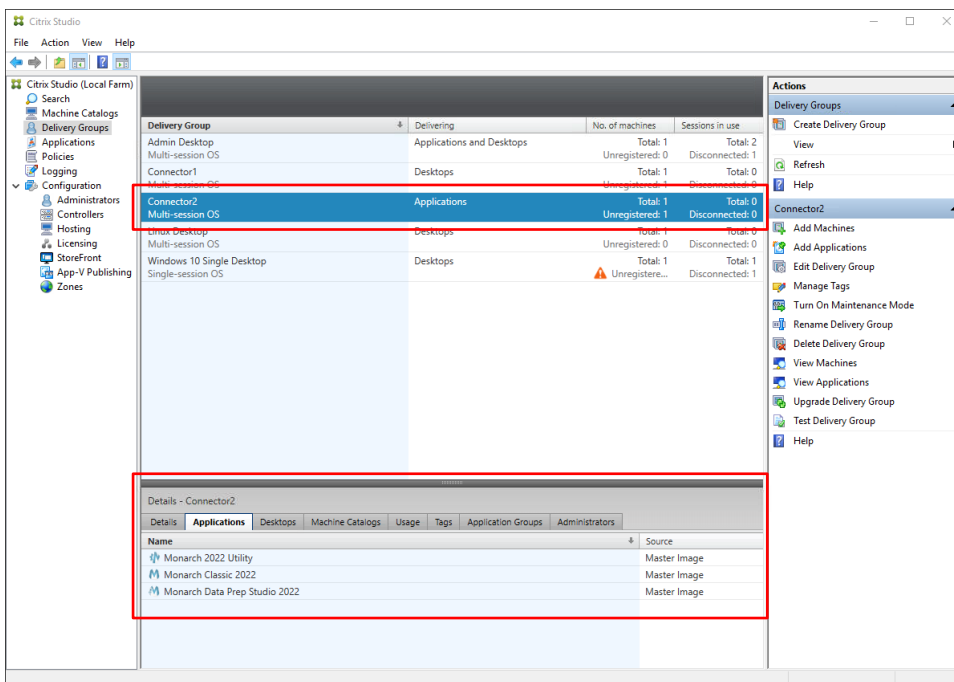 Citrix Studio
File Action View Help
Citrix Studio (Local Farm)
Search
Machine Catalogs
Delivery Groups
Applications
Policies
Logging
Configuration
Administrators
Controllers
Hosting
Licensing
StoreFront
App-V Publishing
Zones
Delivery Group Delivering No. of machines Sessions in use
Admin Desktop Applications and Desktops Total: 1 Total: 2
Multi-session OS Unregistered: 0 Disconnected: 1
Connector1 Desktops Total: 1 Total: 0
Multi-session OS Unregistered: 1 Disconnected: 0
Connector2 Applications Total: 1 Total: 0
Multi-session OS Unregistered: 1 Disconnected: 0
Linux Desktop Desktops Total: 1 Total: 0
Multi-session OS Unregistered: 0 Disconnected: 0
Windows 10 Single Desktop Desktops Total: 1 Total: 1
Single-session OS Unregistere... Disconnected: 1
Details - Connector2
Details Applications Desktops Machine Catalogs Usage Tags Application Groups Administrators
Name Source
Monarch 2022 Utility Master Image
Monarch Classic 2022 Master Image
Monarch Data Prep Studio 2022 Master Image
Actions
Delivery Groups
Create Delivery Group
View
Refresh
Help
Connector2
Add Machines
Add Applications
Edit Delivery Group
Manage Tags
Turn On Maintenance Mode
Rename Delivery Group
Delete Delivery Group
View Machines
View Applications
Upgrade Delivery Group
Test Delivery Group
Help